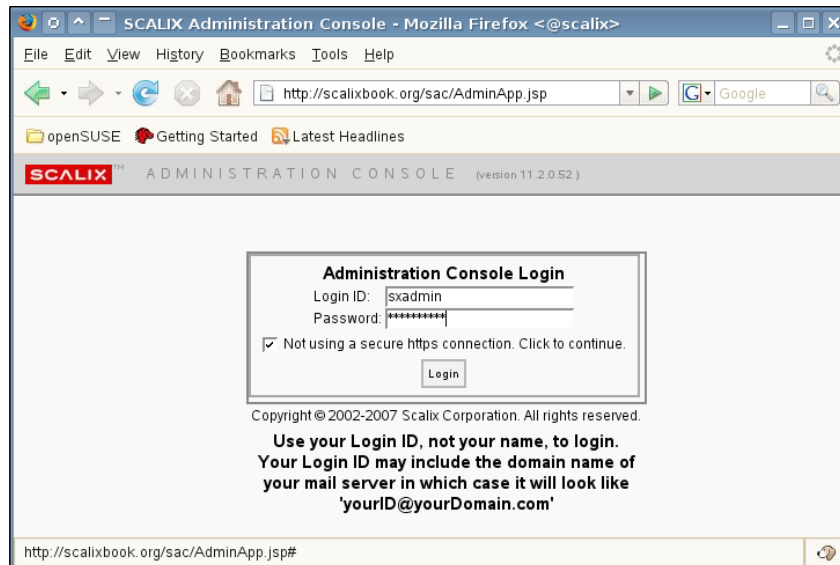 SCALIX Administration Console - Mozilla Firefox <@scalix>
File Edit View History Bookmarks Tools Help
http://scalixbook.org/sac/AdminApp.jsp G Google
openSUSE Getting Started Latest Headlines
SCALIX™ ADMINISTRATION CONSOLE (version 11.2.0.52 )
Administration Console Login
Login ID: sxadmin
Password: **********
Not using a secure https connection. Click to continue.
Login
Copyright © 2002-2007 Scalix Corporation. All rights reserved.
Use your Login ID, not your name, to login.
Your Login ID may include the domain name of
your mail server in which case it will look like
'yourID@yourDomain.com'
http://scalixbook.org/sac/AdminApp.jsp#